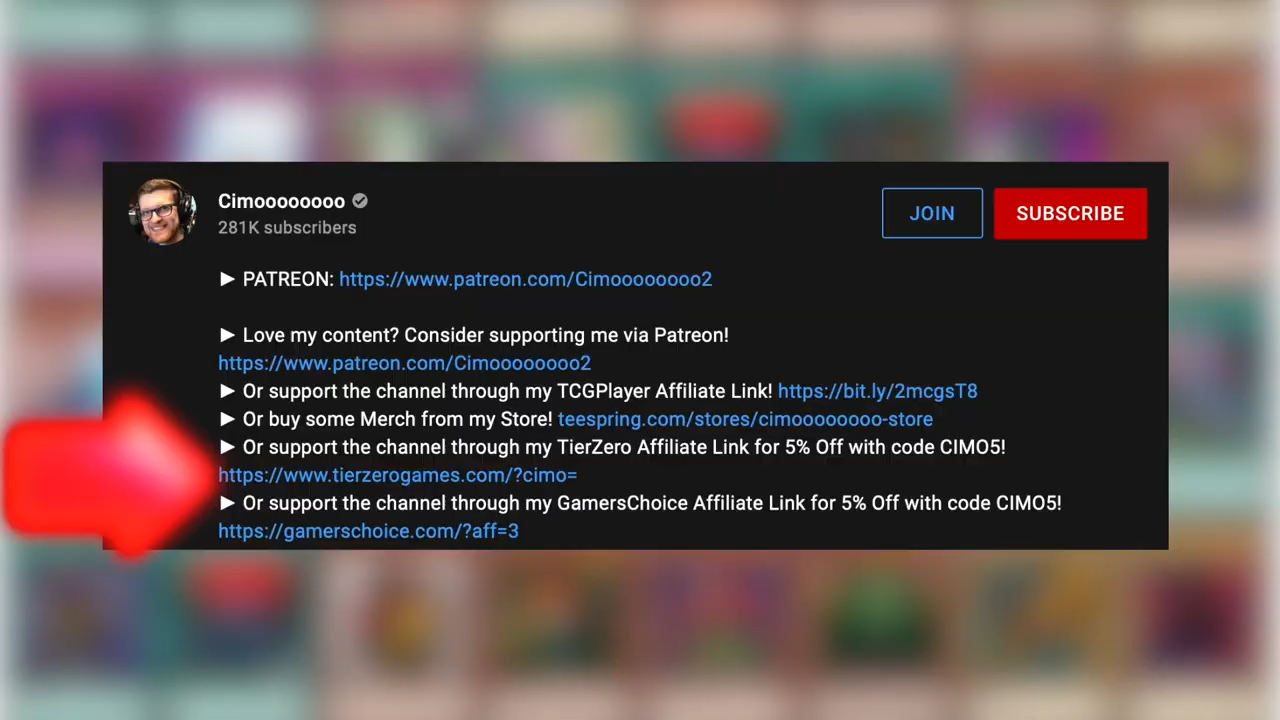 Cimoooooooo
281K subscribers
JOIN
SUBSCRIBE
► PATREON: https://www.patreon.com/Cimoooooooo2
► Love my content? Consider supporting me via Patreon!
https://www.patreon.com/Cimoooooooo2
► Or support the channel through my TCGPlayer Affiliate Link! https://bit.ly/2mcgsT8
► Or buy some Merch from my Store! teespring.com/stores/cimoooooooo-store
► Or support the channel through my TierZero Affiliate Link for 5% Off with code CIMO5!
https://www.tierzerogames.com/?cimo=
► Or support the channel through my GamersChoice Affiliate Link for 5% Off with code CIMO5!
https://gamerschoice.com/?aff=3